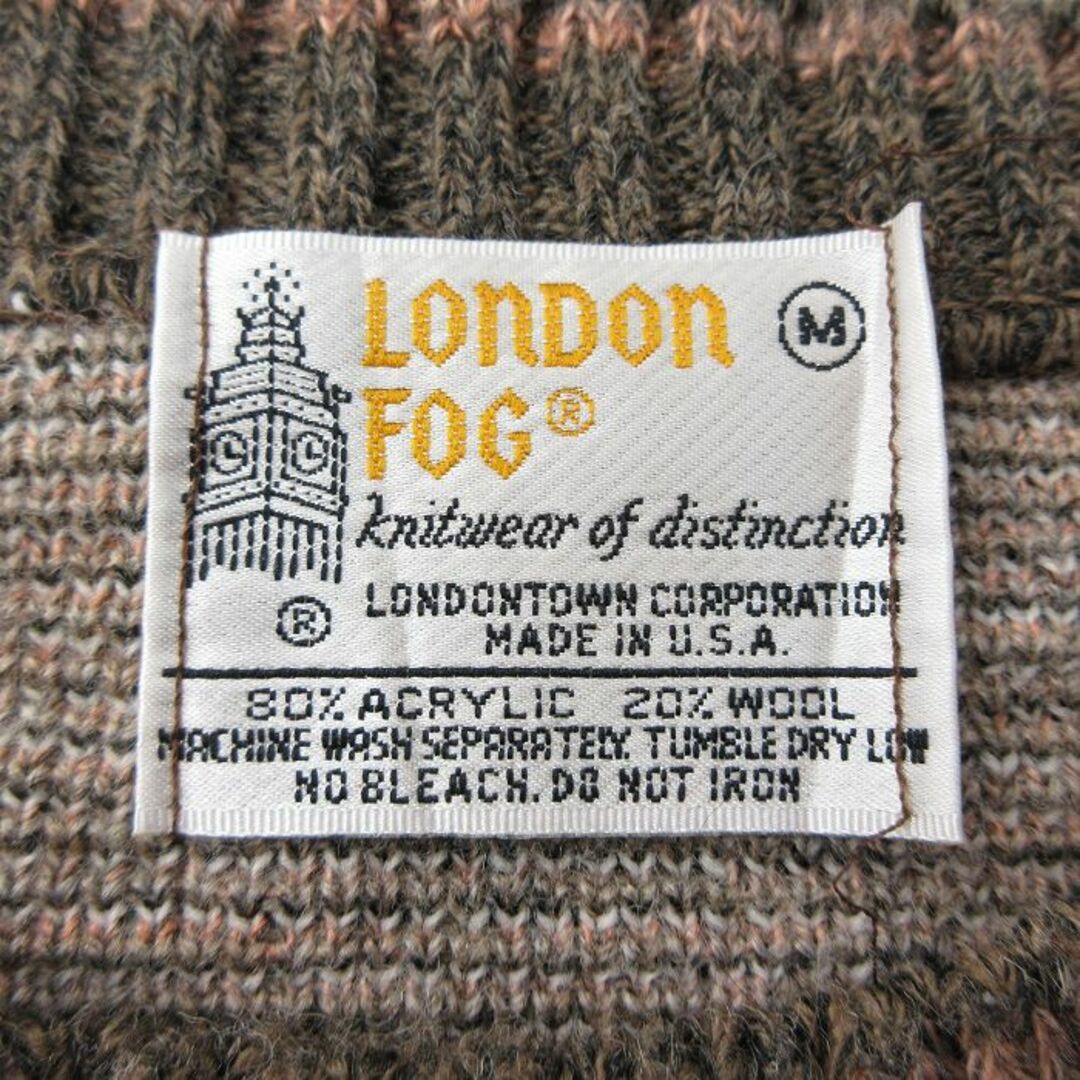 LONDON
FOG®
M
knitwear of distinction
LONDONTOWN CORPORATION
MADE IN U.S.A.
®
80% ACRYLIC 20% WOOL
MACHINE WASH SEPARATELY. TUMBLE DRY LOW
NO BLEACH. DO NOT IRON